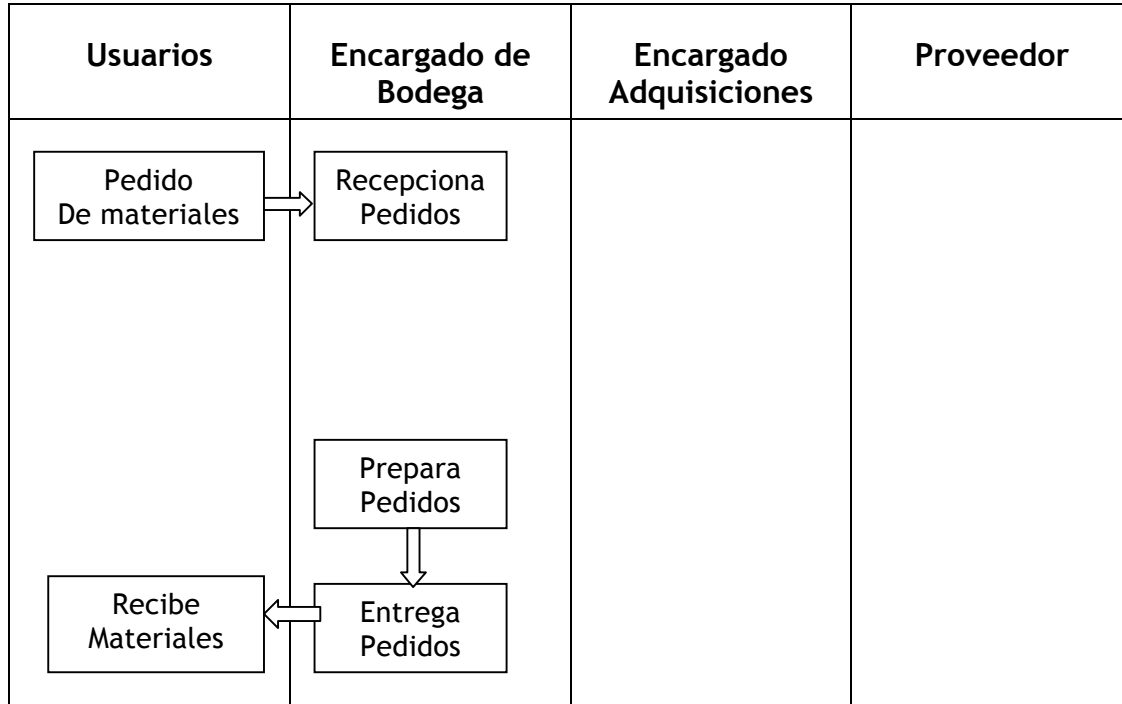 Usuarios
Encargado de
Bodega
Encargado
Adquisiciones
Proveedor
Pedido
De materiales
Recepciona
Pedidos
Prepara
Pedidos
Recibe
Materiales
Entrega
Pedidos